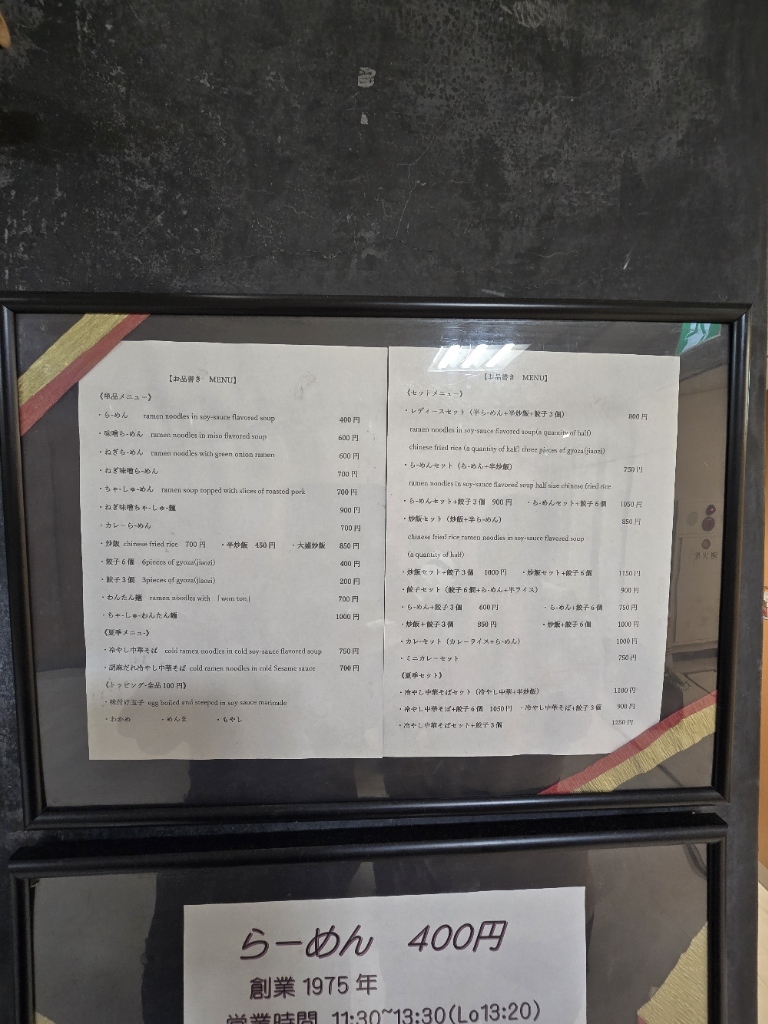 【お品書き MENU】
《単品メニュー》
・らーめん ramen noodles in soy-sauce flavored soup 400円
・味噌らーめん ramen noodles in miso flavored soup 600円
・ねぎらーめん ramen noodles with green onion ramen 600円
・ねぎ味噌らーめん 700円
・ちゃーしゅーめん ramen soup topped with slices of roasted pork 700円
・ねぎ味噌ちゃーしゅー麺 900円
・カレーらーめん 700円
・炒飯 chinese fried rice 700円 ・半炒飯 450円 ・大盛炒飯 850円
・餃子6個 6pieces of gyoza(jiaozi) 400円
・餃子3個 3pieces of gyoza(jiaozi) 200円
・わんたん麺 ramen noodles with 700円
・ちゃーしゅーわんたん麺 1000円
《夏季メニュー》
・冷やし中華そば cold ramen noodles in cold soy-sauce flavored soup 750円
・胡麻だれ冷やし中華そば cold ramen noodles in cold Sesame sauce 700円
《トッピング-全品100円》
・味付け玉子 egg boiled and steeped in soy-sauce marinade
・わかめ ・めんま ・もやし
【お品書き MENU】
《セットメニュー》
・レディースセット（半らーめん+半炒飯+餃子3個） 800円
ramen noodles in soy-sauce flavored soup(a quantity of half)
chinese fried rice (a quantity of half) three pieces of gyoza(jiaozi)
・らーめんセット（らーめん+半炒飯） 750円
ramen noodles in soy-sauce flavored soup half size chinese fried rice
・らーめんセット+餃子3個 900円 ・らーめんセット+餃子6個 1050円
・炒飯セット（炒飯+半らーめん） 850円
chinese fried rice ramen noodles in soy-sauce flavored soup
(a quantity of half)
・炒飯セット+餃子3個 1000円 ・炒飯セット+餃子6個 1150円
・餃子セット（餃子6個+らーめん+半ライス） 900円
・らーめん+餃子3個 600円 ・らーめん+餃子6個 750円
・炒飯+餃子3個 850円 ・炒飯+餃子6個 1000円
・カレーセット（カレーライス+らーめん） 1000円
・ミニカレーセット 750円
《夏季セット》
・冷やし中華そばセット（冷やし中華+半炒飯） 1100円
・冷やし中華そば+餃子6個 1050円 ・冷やし中華そば+餃子3個 900円
・冷やし中華そばセット+餃子3個 1250円
らーめん 400円
創業1975年
営業時間 11:30~13:30(Lo13:20)